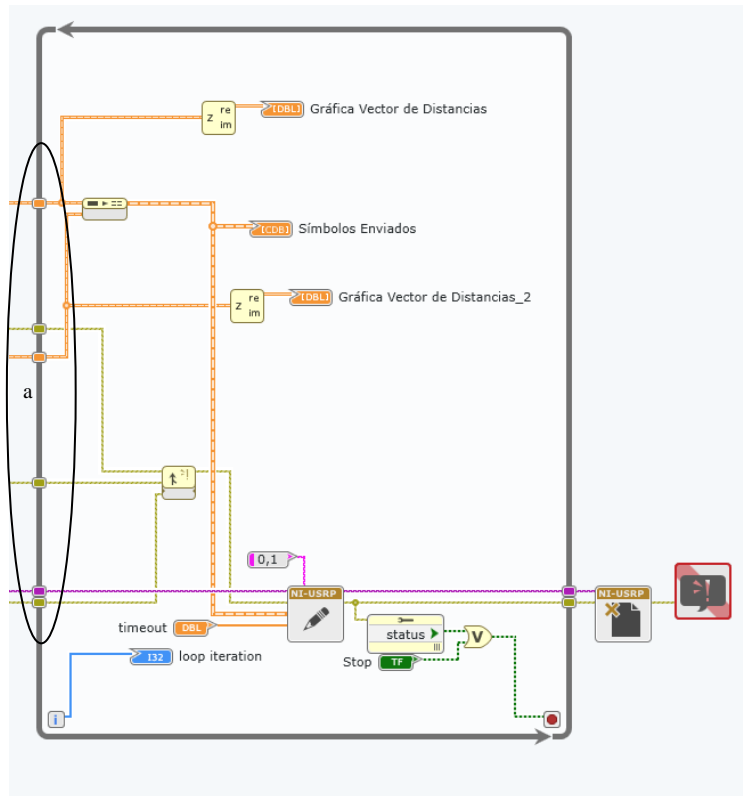 re
z
im
[DBL]
Gráfica Vector de Distancias
[CDB]
Símbolos Enviados
re
z
im
[DBL]
Gráfica Vector de Distancias_2
a
0,1
NI-USRP
NI-USRP
timeout
DBL
status
V
I32
loop iteration
Stop
TF
i